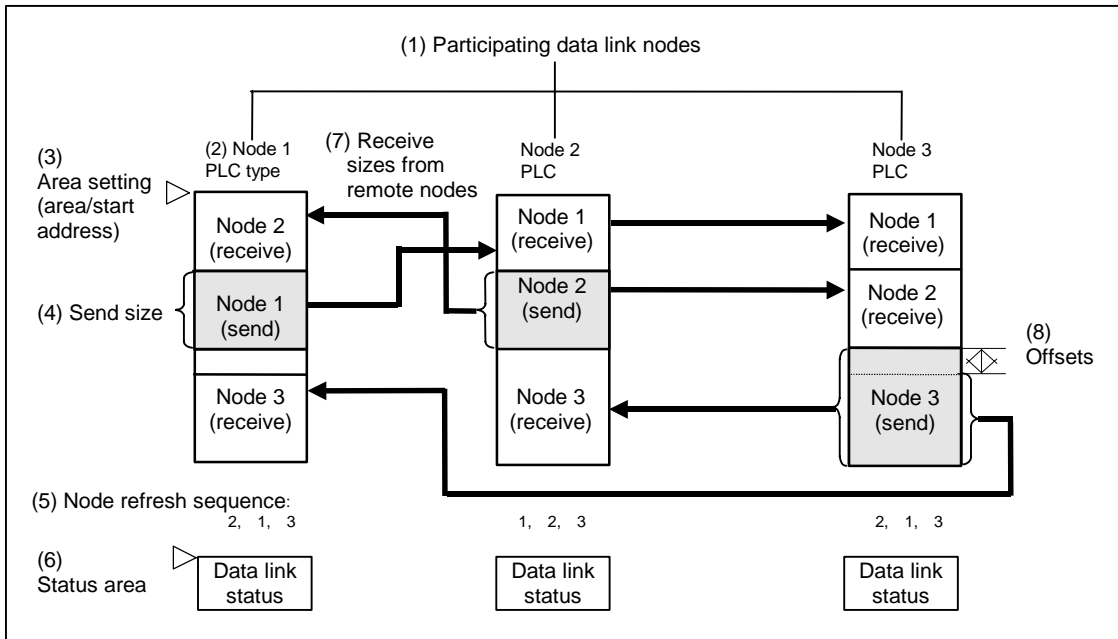 (1) Participating data link nodes
(2) Node 1
PLC type
(7) Receive
sizes from
remote nodes
Node 2
PLC
Node 3
PLC
(3)
Area setting
(area/start
address)
Node 2
(receive)
Node 1
(receive)
Node 1
(receive)
(4) Send size
Node 1
(send)
Node 2
(send)
Node 2
(receive)
(8)
Offsets
Node 3
(receive)
Node 3
(receive)
Node 3
(send)
(5) Node refresh sequence:
2, 1, 3
1, 2, 3
2, 1, 3
(6)
Status area
Data link
status
Data link
status
Data link
status